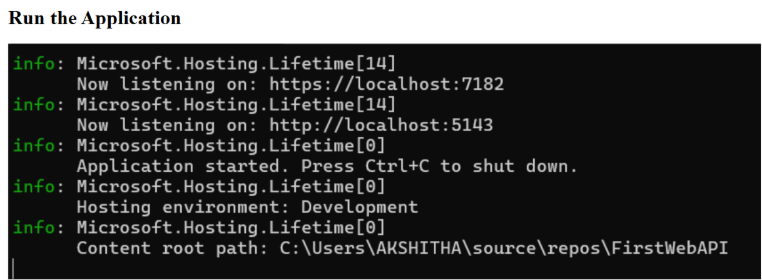 Run the Application
info: Microsoft.Hosting.Lifetime[14]
Now listening on: https://localhost:7182
info: Microsoft.Hosting.Lifetime[14]
Now listening on: http://localhost:5143
info: Microsoft.Hosting.Lifetime[0]
Application started. Press Ctrl+C to shut down.
info: Microsoft.Hosting.Lifetime[0]
Hosting environment: Development
info: Microsoft.Hosting.Lifetime[0]
Content root path: C:\Users\AKSHITHA\source\repos\FirstWebAPI